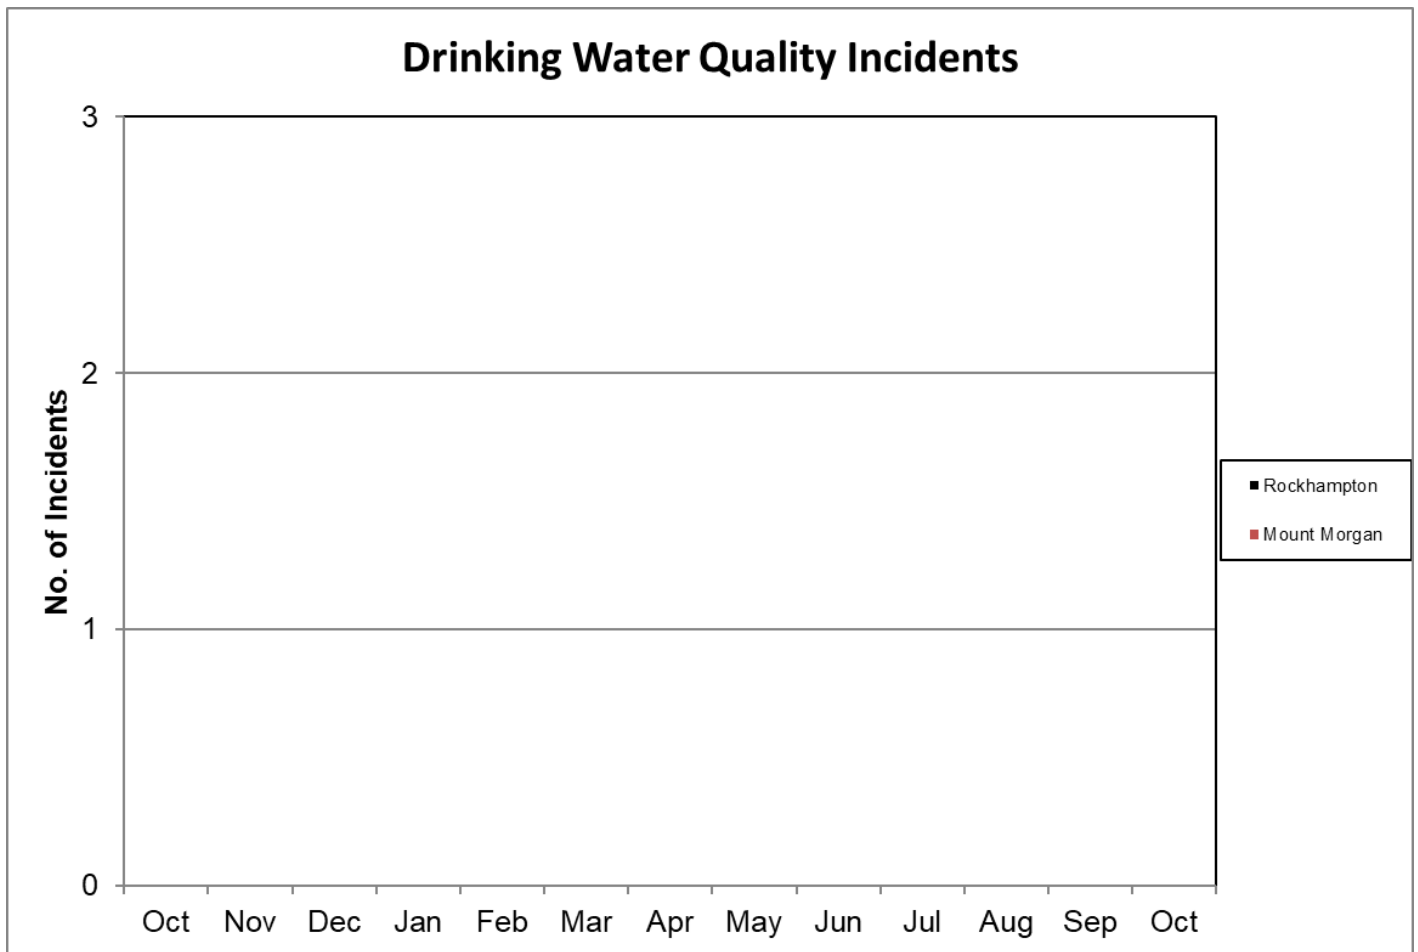 Drinking Water Quality Incidents
3
2
1
0
No. of Incidents
Rockhampton
Mount Morgan
Oct Nov Dec Jan Feb Mar Apr May Jun Jul Aug Sep Oct